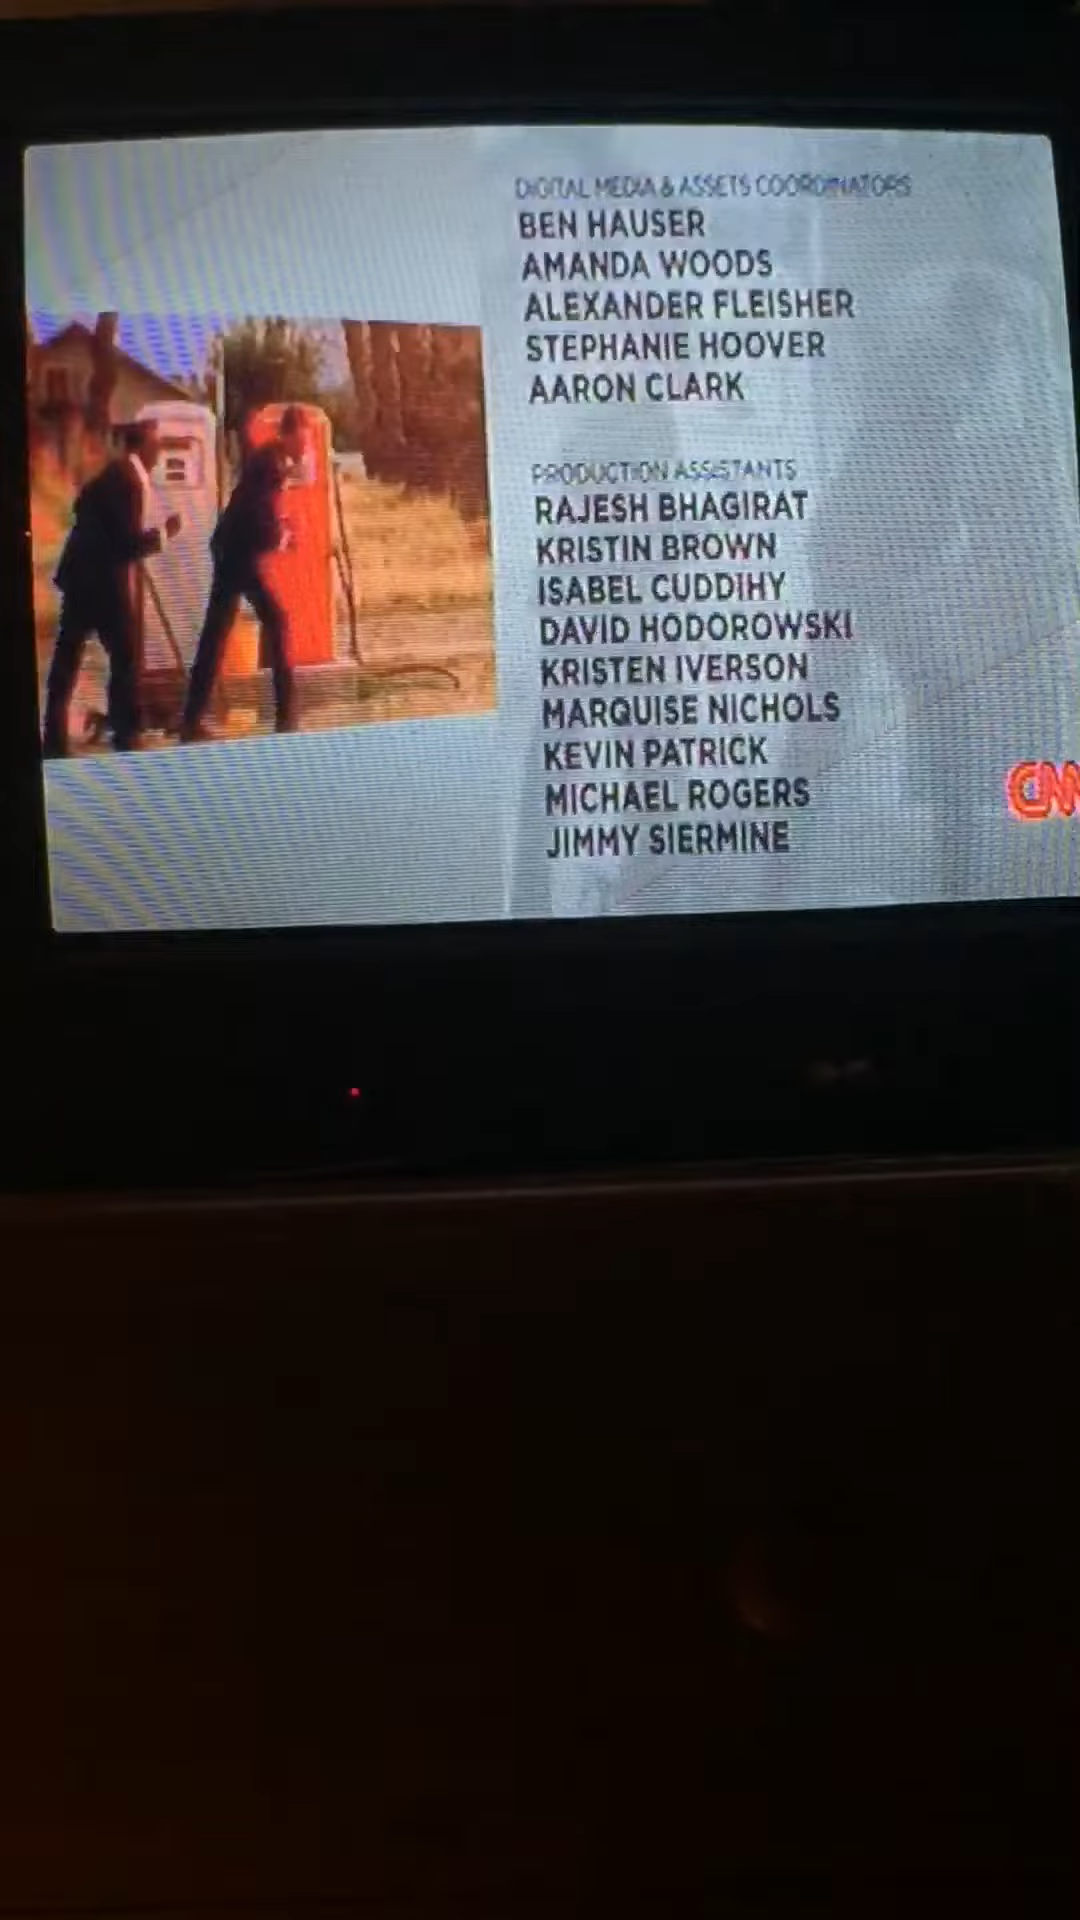 DIGITAL MEDIA & ASSETS COORDINATORS
BEN HAUSER
AMANDA WOODS
ALEXANDER FLEISHER
STEPHANIE HOOVER
AARON CLARK
PRODUCTION ASSISTANTS
RAJESH BHAGIRAT
KRISTIN BROWN
ISABEL CUDDIHY
DAVID HODOROWSKI
KRISTEN IVERSON
MARQUISE NICHOLS
KEVIN PATRICK
MICHAEL ROGERS
JIMMY SIERMINE
CNN